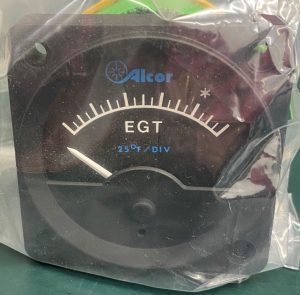 Alcor
*
EGT
25°F/DIV